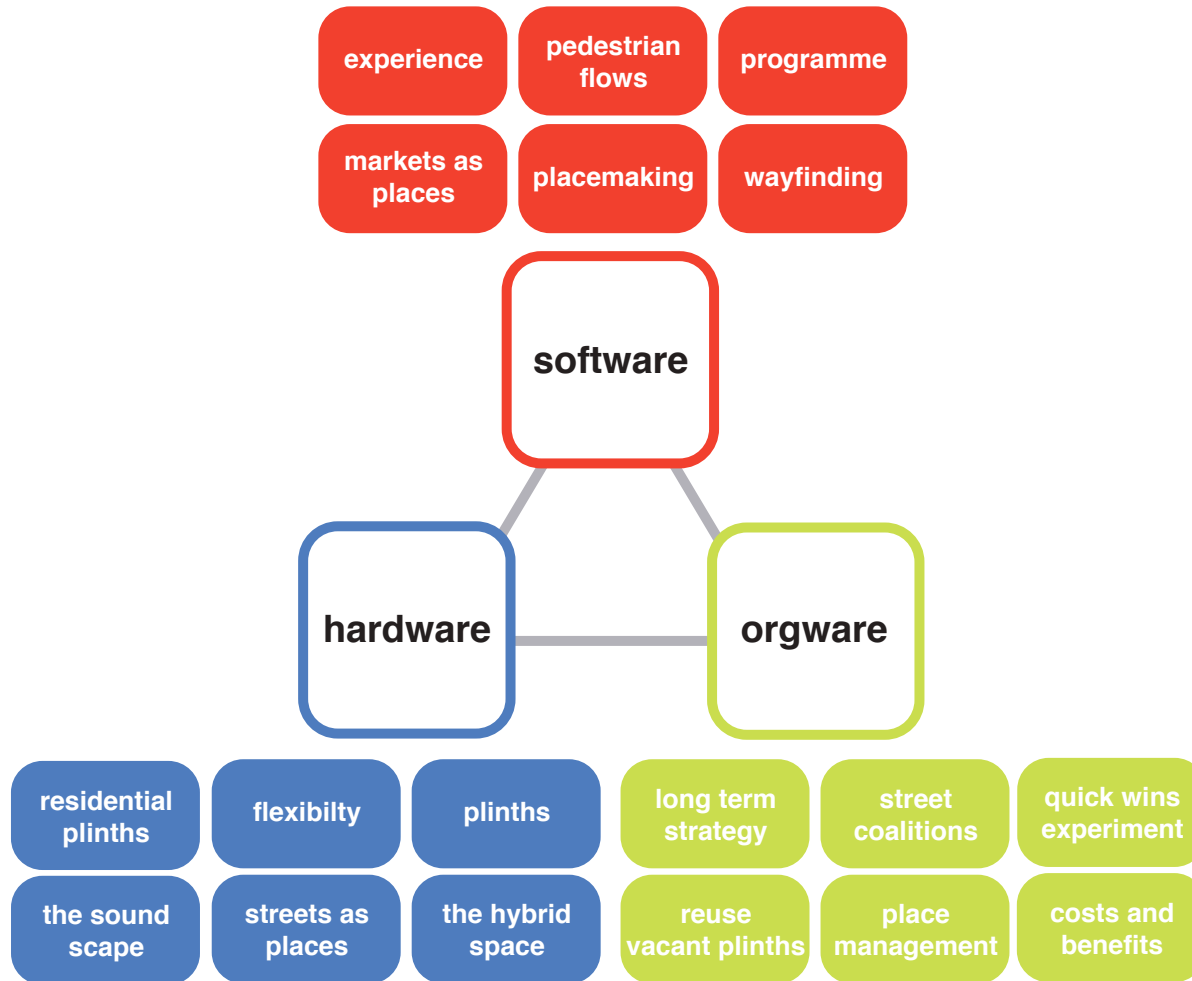 experience
pedestrian
flows
programme
markets as
places
placemaking
wayfinding
software
hardware
orgware
residential
plinths
flexibilty
plinths
the sound
scape
streets as
places
the hybrid
space
long term
strategy
street
coalitions
quick wins
experiment
reuse
vacant plinths
place
management
costs and
benefits